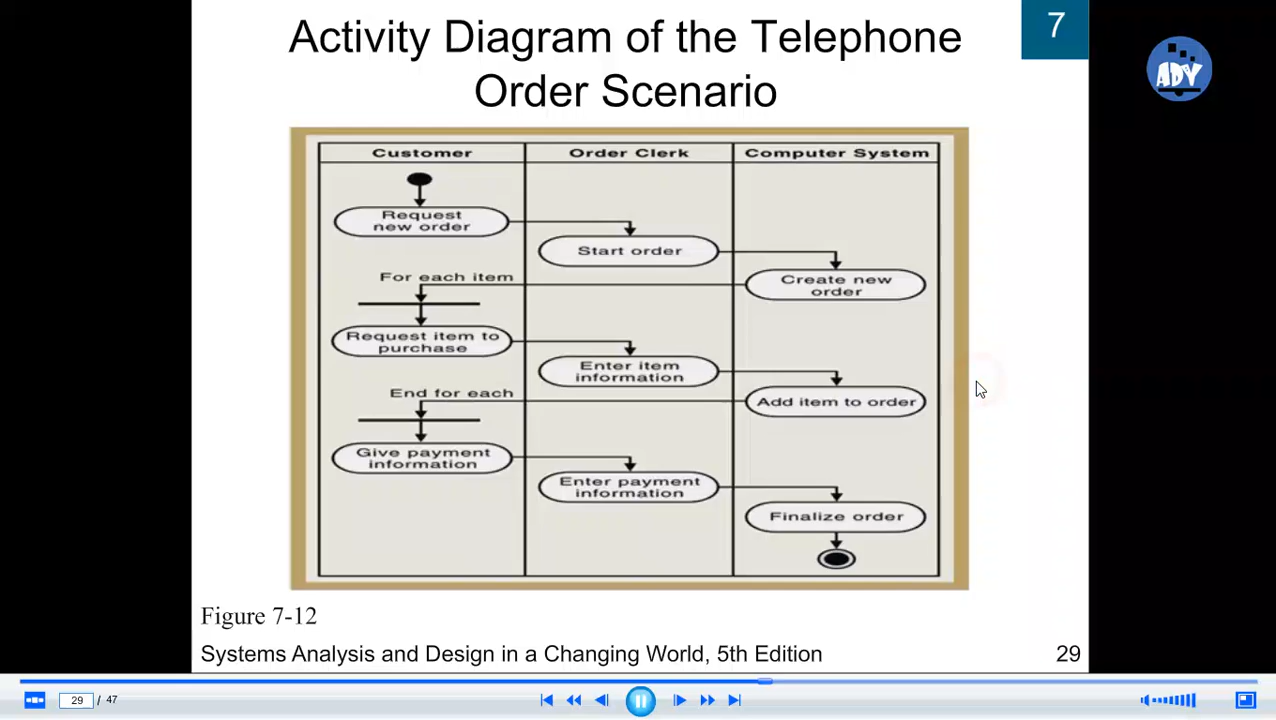 Activity Diagram of the Telephone
Order Scenario
7
ADY
Customer
Order Clerk
Computer System
Request
new order
Start order
Create new
order
For each item
Request item to
purchase
Enter item
information
Add item to order
End for each
Give payment
information
Enter payment
information
Finalize order
Figure 7-12
Systems Analysis and Design in a Changing World, 5th Edition
29
29 / 47